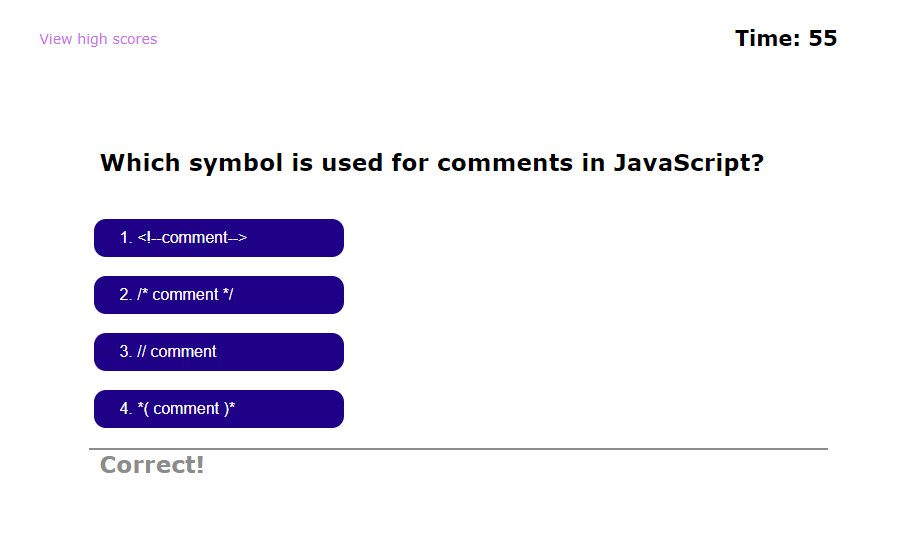 View high scores
Time: 55
Which symbol is used for comments in JavaScript?
1. <!--comment-->
2. /* comment */
3. // comment
4. *( comment )*
Correct!